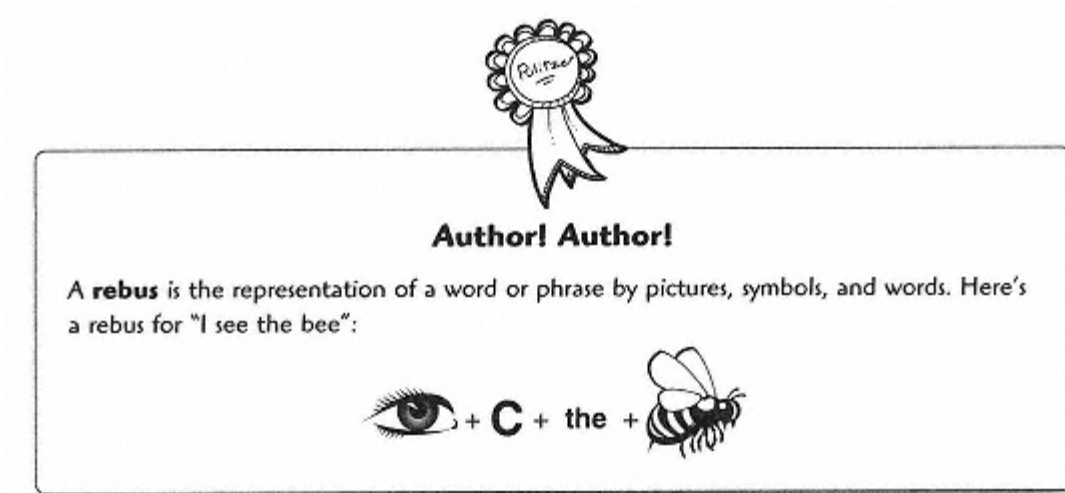 Politzer
Author! Author!
A rebus is the representation of a word or phrase by pictures, symbols, and words. Here's
a rebus for "I see the bee":
+ C + the +